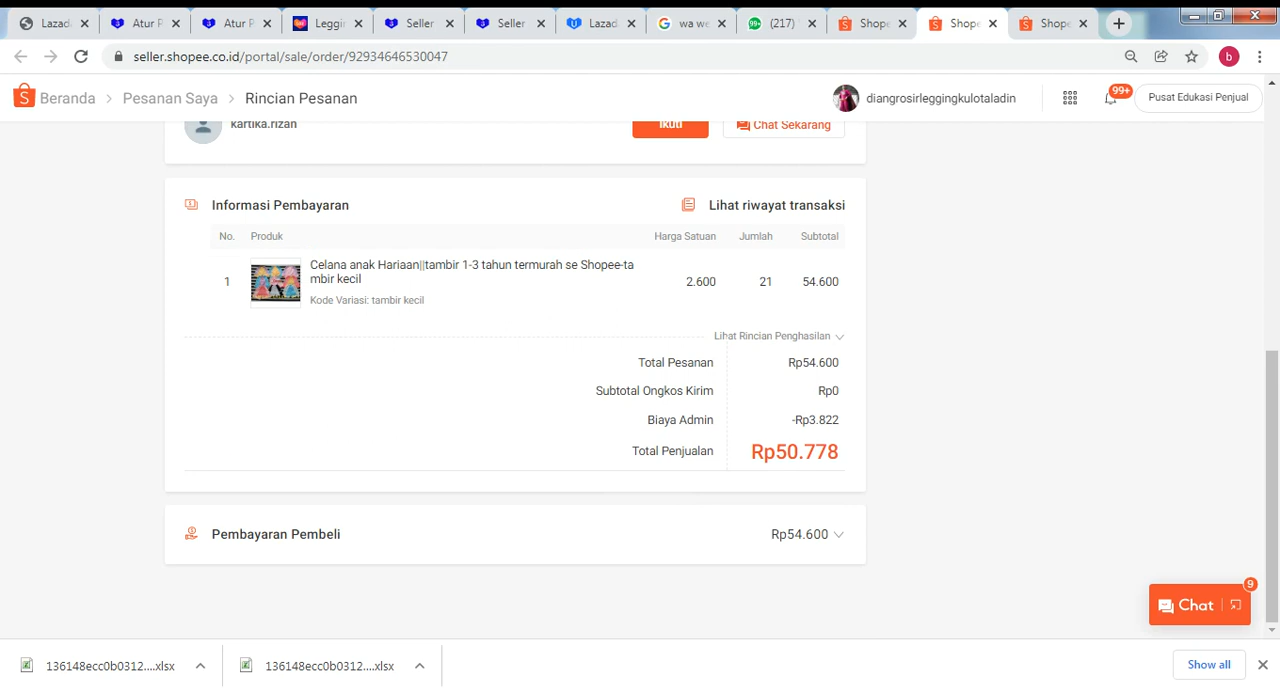 Lazada
Atur P
Atur P
Leggin
Seller
Seller
Lazad
wa we
(217)
Shope
Shope
Shope
seller.shopee.co.id/portal/sale/order/92934646530047
b
Beranda > Pesanan Saya > Rincian Pesanan
diangrosirleggingkulotaladin
99+
Pusat Edukasi Penjual
kartika.rizan
Ikuti
Chat Sekarang
Informasi Pembayaran
Lihat riwayat transaksi
No. Produk Harga Satuan Jumlah Subtotal
1
Celana anak Hariaan||tambir 1-3 tahun termurah se Shopee-ta
mbir kecil
Kode Variasi: tambir kecil
2.600 21 54.600
Lihat Rincian Penghasilan
Total Pesanan Rp54.600
Subtotal Ongkos Kirim Rp0
Biaya Admin -Rp3.822
Total Penjualan Rp50.778
Pembayaran Pembeli Rp54.600
Chat
9
136148ecc0b0312....xlsx
136148ecc0b0312....xlsx
Show all